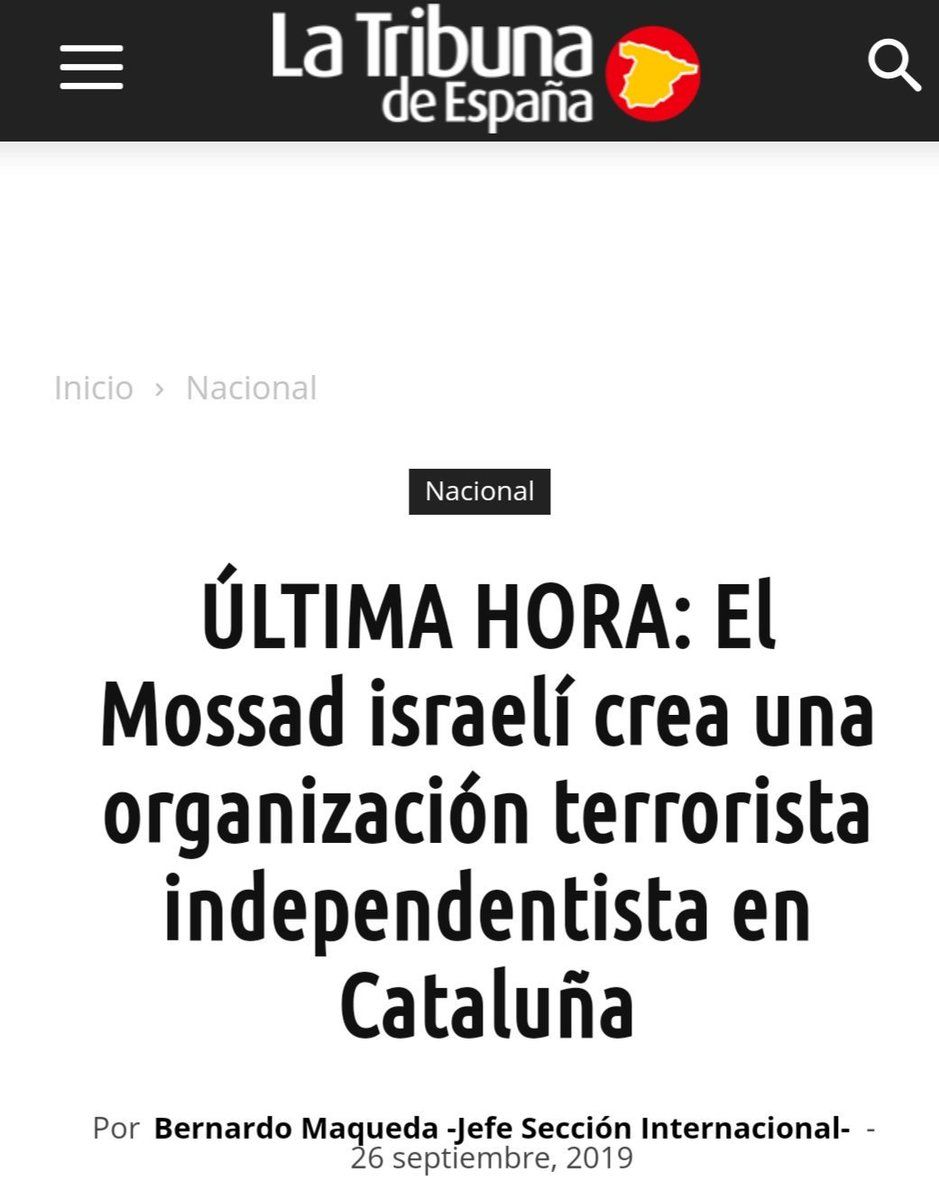 La Tribuna
de España
Inicio › Nacional
Nacional
ÚLTIMA HORA: El
Mossad israelí crea una
organización terrorista
independentista en
Cataluña
Por Bernardo Maqueda -Jefe Sección Internacional- -
26 septiembre, 2019